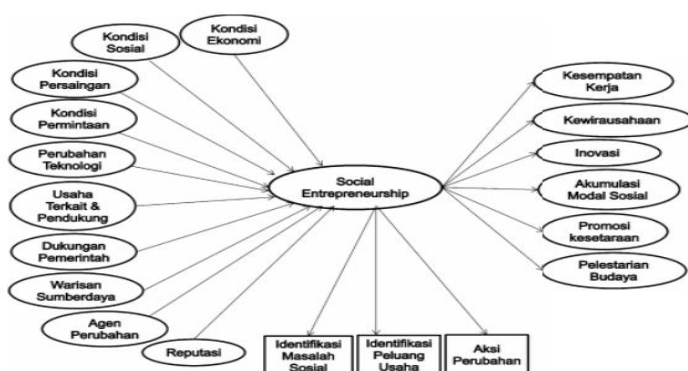 Kondisi
Sosial
Kondisi
Ekonomi
Kondisi
Persaingan
Kondisi
Permintaan
Perubahan
Teknologi
Usaha
Terkait &
Pendukung
Dukungan
Pemerintah
Warisan
Sumberdaya
Agen
Perubahan
Reputasi
Social
Entrepreneurship
Identifikasi
Masalah
Sosial
Identifikasi
Peluang
Usaha
Aksi
Perubahan
Kesempatan
Kerja
Kewirausahaan
Inovasi
Akumulasi
Modal Sosial
Promosi
kesetaraan
Pelestarian
Budaya